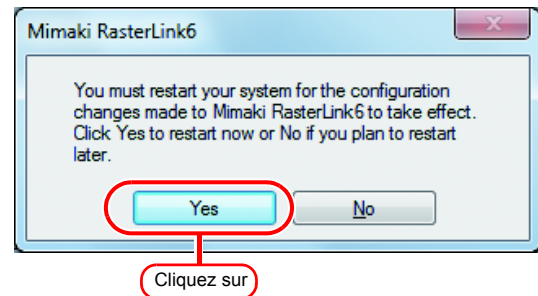 Mimaki RasterLink6
You must restart your system for the configuration
changes made to Mimaki RasterLink6 to take effect.
Click Yes to restart now or No if you plan to restart
later.
Yes
No
Cliquez sur